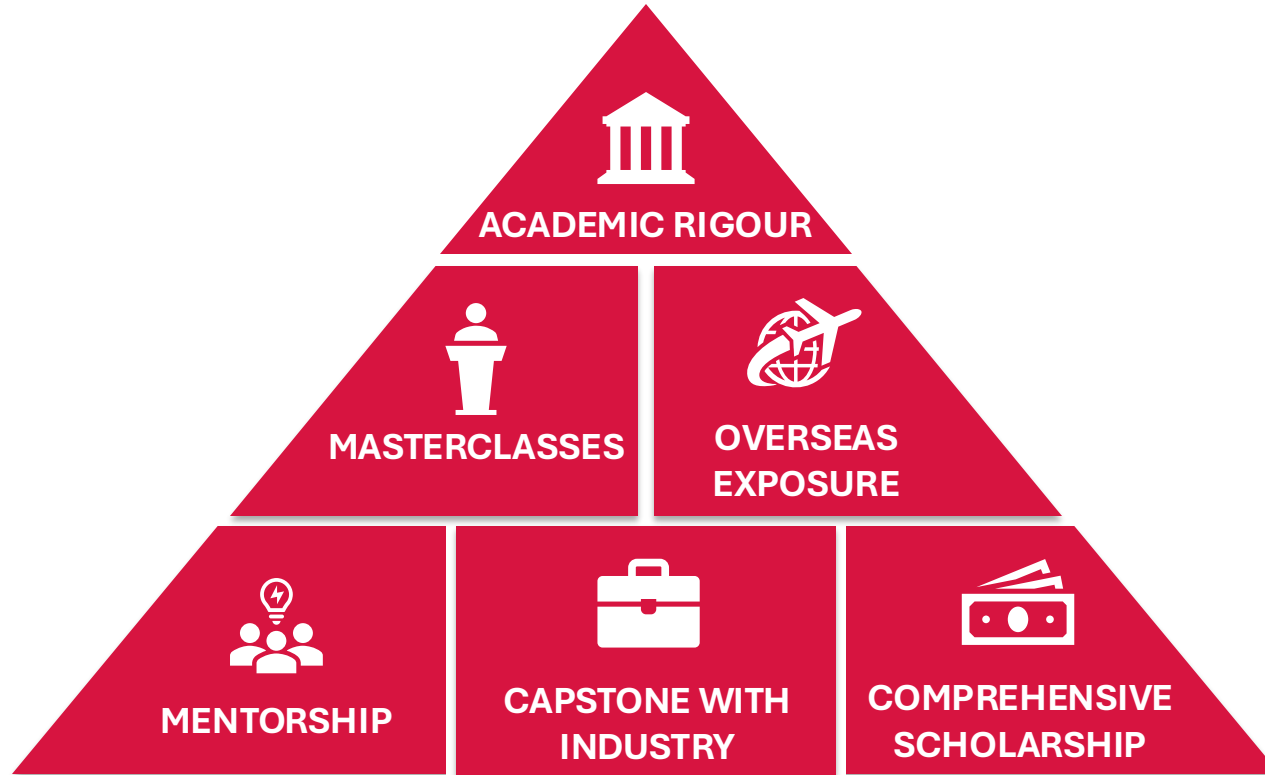 ACADEMIC RIGOUR
MASTERCLASSES
OVERSEAS
EXPOSURE
MENTORSHIP
CAPSTONE WITH
INDUSTRY
COMPREHENSIVE
SCHOLARSHIP